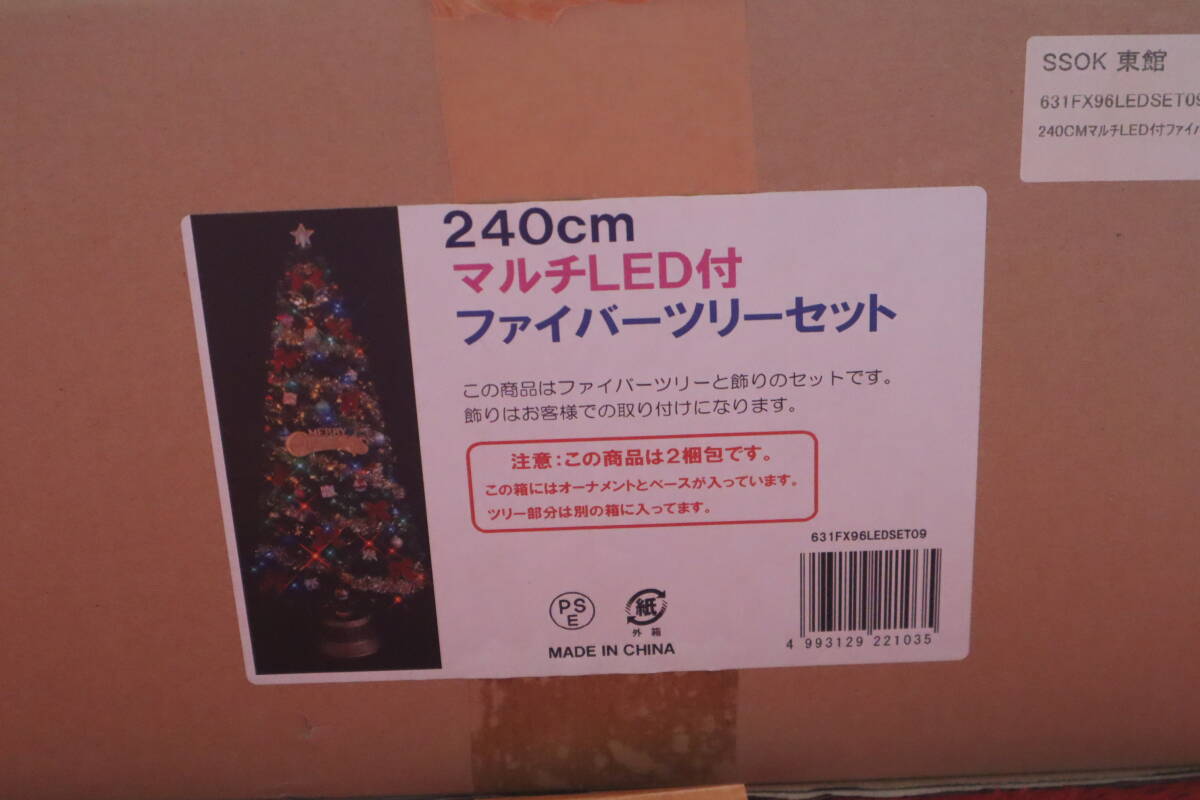 SSOK 東館
631FX96LEDSET09
240CMマルチLED付ファイバ
240cm
マルチLED付
ファイバーツリーセット
この商品はファイバーツリーと飾りのセットです。
飾りはお客様での取り付けになります。
注意:この商品は2梱包です。
この箱にはオーナメントとベースが入っています。
ツリー部分は別の箱に入ってます。
MERRY
631FX96LEDSET09
PS
E
紙
外箱
MADE IN CHINA
4 993129 221035